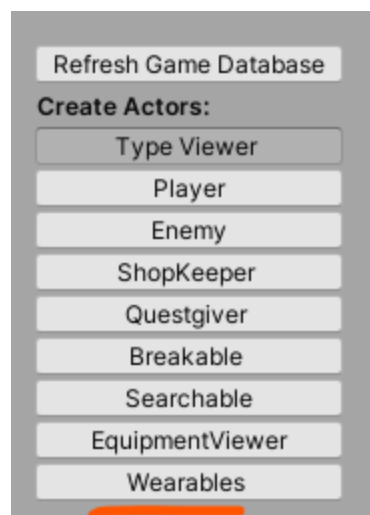 Refresh Game Database
Create Actors:
Type Viewer
Player
Enemy
ShopKeeper
Questgiver
Breakable
Searchable
EquipmentViewer
Wearables